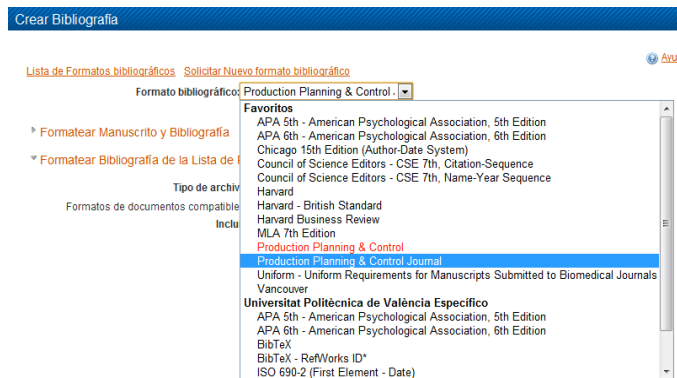 Crear Bibliografía
Ayu
Lista de Formatos bibliográficos Solicitar Nuevo formato bibliográfico
Formato bibliográfico: Production Planning & Control
Favoritos
APA 5th - American Psychological Association, 5th Edition
Formatear Manuscrito y Bibliografía
APA 6th - American Psychological Association, 6th Edition
Chicago 15th Edition (Author-Date System)
Formatear Bibliografía de la Lista de
Council of Science Editors - CSE 7th, Citation-Sequence
Council of Science Editors - CSE 7th, Name-Year Sequence
Tipo de archiv
Harvard
Formatos de documentos compatible
Harvard - British Standard
Inclu
Harvard Business Review
MLA 7th Edition
Production Planning & Control
Production Planning & Control Journal
Uniform - Uniform Requirements for Manuscripts Submitted to Biomedical Journals
Vancouver
Universitat Politècnica de València Específico
APA 5th - American Psychological Association, 5th Edition
APA 6th - American Psychological Association, 6th Edition
BibTeX
BibTeX - RefWorks ID*
ISO 690-2 (First Element - Date)